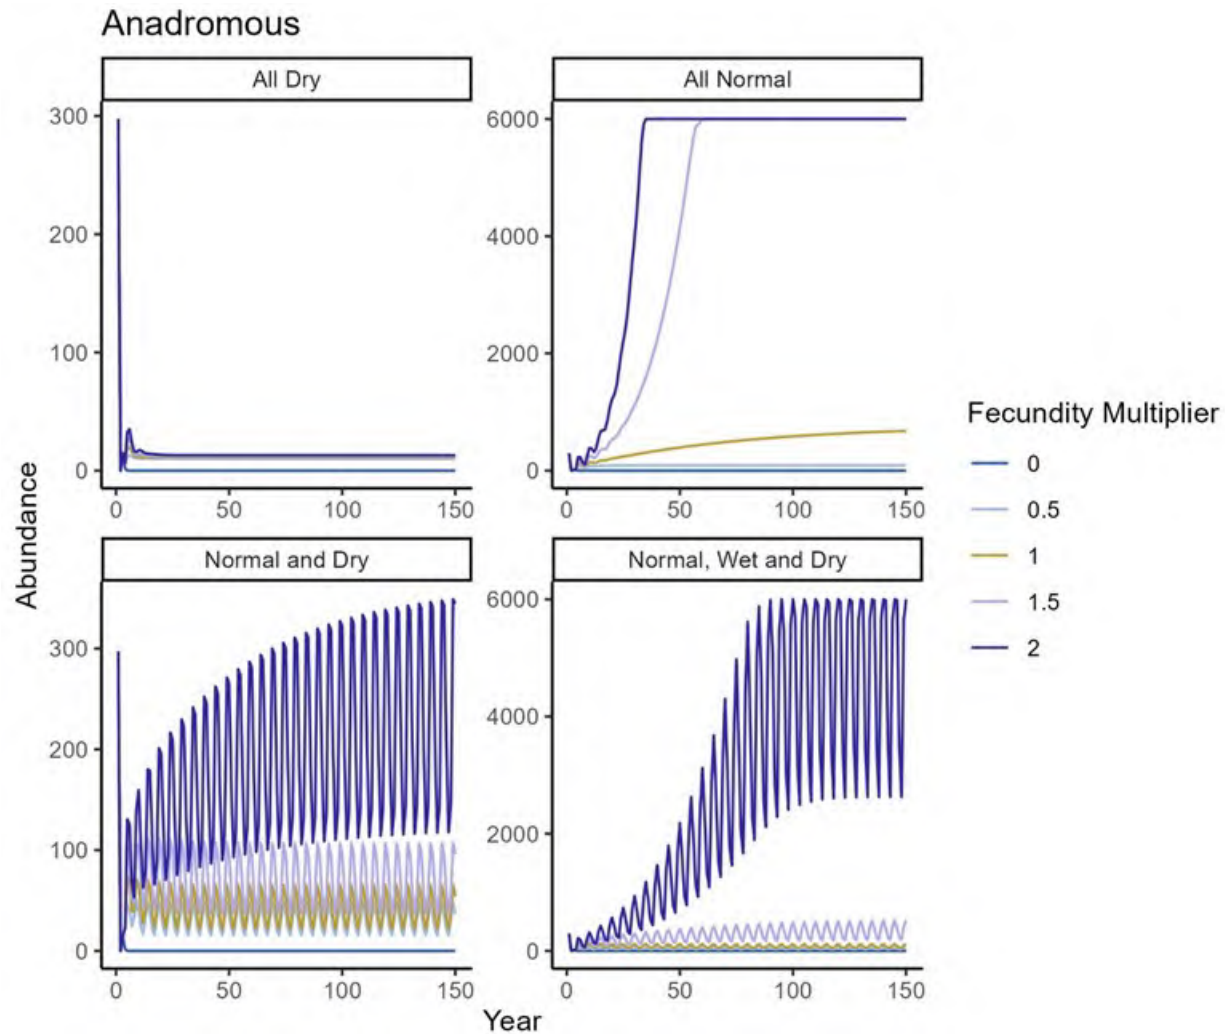 Anadromous
All Dry
All Normal
300
200
100
0
6000
4000
2000
0
0 50 100 150
0 50 100 150
Abundance
Normal and Dry
Normal, Wet and Dry
300
200
100
0
6000
4000
2000
0
0 50 100 150
0 50 100 150
Year
Fecundity Multiplier
0
0.5
1
1.5
2